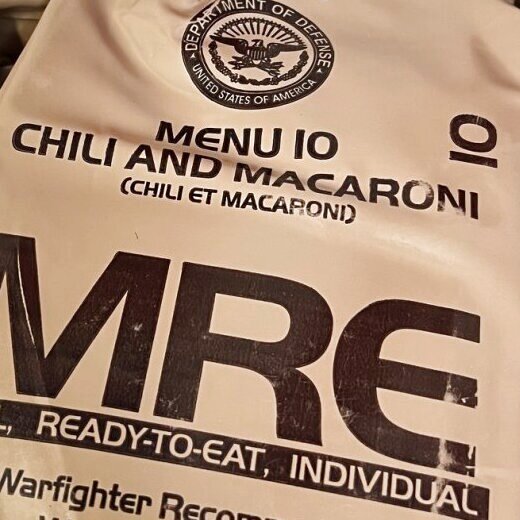 DEPARTMENT OF DEFENSE
UNITED STATES OF AMERICA
MENU 10
10
CHILI AND MACARONI
(CHILI ET MACARONI)
MRE
READY-TO-EAT, INDIVIDUAL
Warfighter